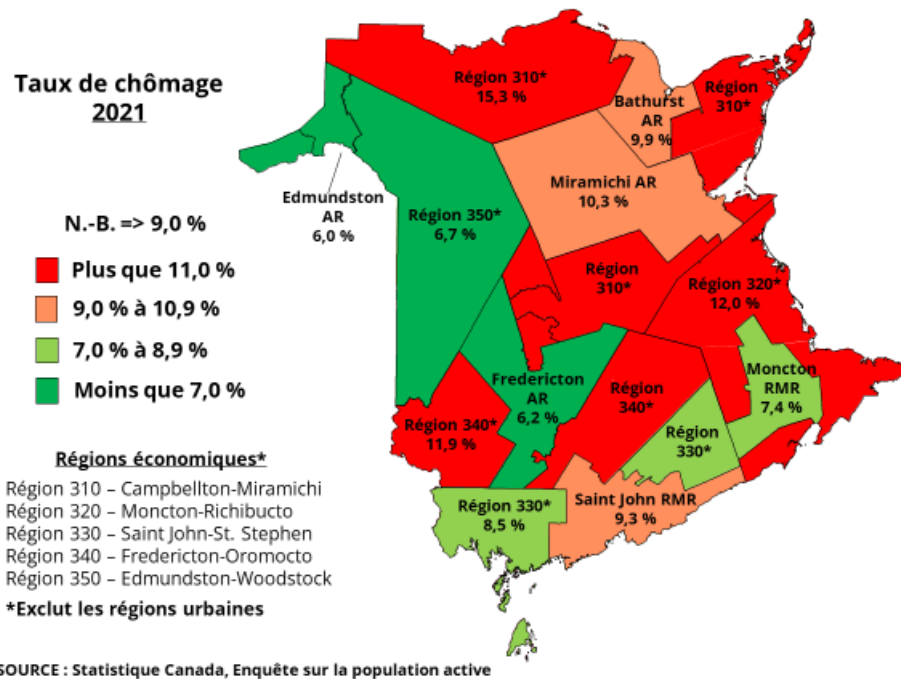 Taux de chômage
2021
N.-B. => 9,0 %
Plus que 11,0 %
9,0 % à 10,9 %
7,0 % à 8,9 %
Moins que 7,0 %
Régions économiques*
Région 310 – Campbellton-Miramichi
Région 320 – Moncton-Richibucto
Région 330 – Saint John-St. Stephen
Région 340 – Fredericton-Oromocto
Région 350 – Edmundston-Woodstock
*Exclut les régions urbaines
Région 310*
15,3 %
Bathurst
AR
9,9 %
Région
310*
Miramichi AR
10,3 %
Edmundston
AR
6,0 %
Région 350*
6,7 %
Région
310*
Région 320*
12,0 %
Fredericton
AR
6,2 %
Région
340*
Moncton
RMR
7,4 %
Région 340*
11,9 %
Région
330*
Région 330*
8,5 %
Saint John RMR
9,3 %
SOURCE : Statistique Canada, Enquête sur la population active